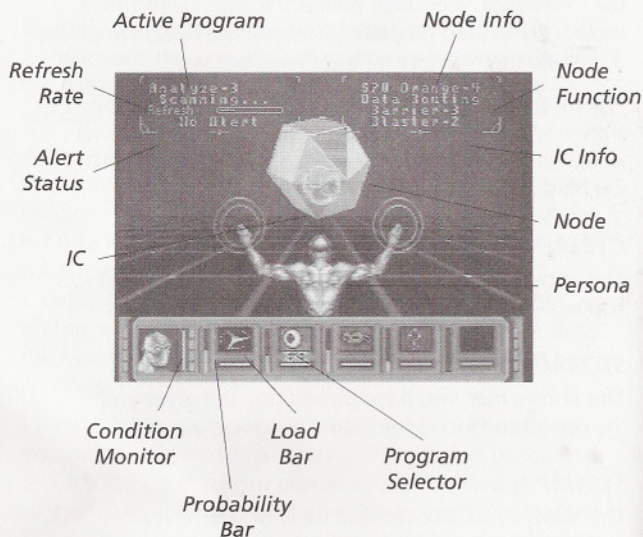 Active Program
Node Info
Refresh
Rate
Node
Function
Alert
Status
IC Info
IC
Node
Persona
Analyze-3
Scanning...
Refresh
No Alert
SPU Orange-4
Data Routing
Barrier-3
Blaster-2
Condition
Monitor
Load
Bar
Program
Selector
Probability
Bar